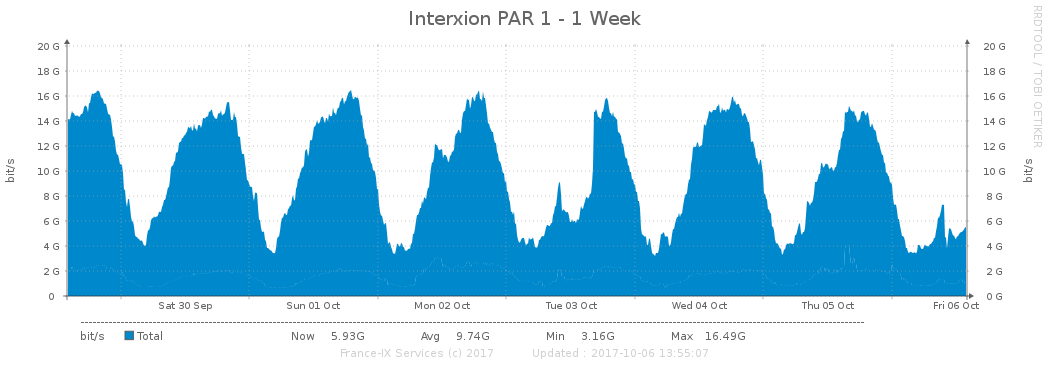 Interxion PAR 1 - 1 Week
RRDTOOL / TOBI OETIKER
bit/s
20 G
18 G
16 G
14 G
12 G
10 G
8 G
6 G
4 G
2 G
0
20 G
18 G
16 G
14 G
12 G
10 G
8 G
6 G
4 G
2 G
0 G
bit/s
Sat 30 Sep Sun 01 Oct Mon 02 Oct Tue 03 Oct Wed 04 Oct Thu 05 Oct Fri 06 Oct
bit/s Total Now 5.93G Avg 9.74G Min 3.16G Max 16.49G
France-IX Services (c) 2017 Updated : 2017-10-06 13:55:07